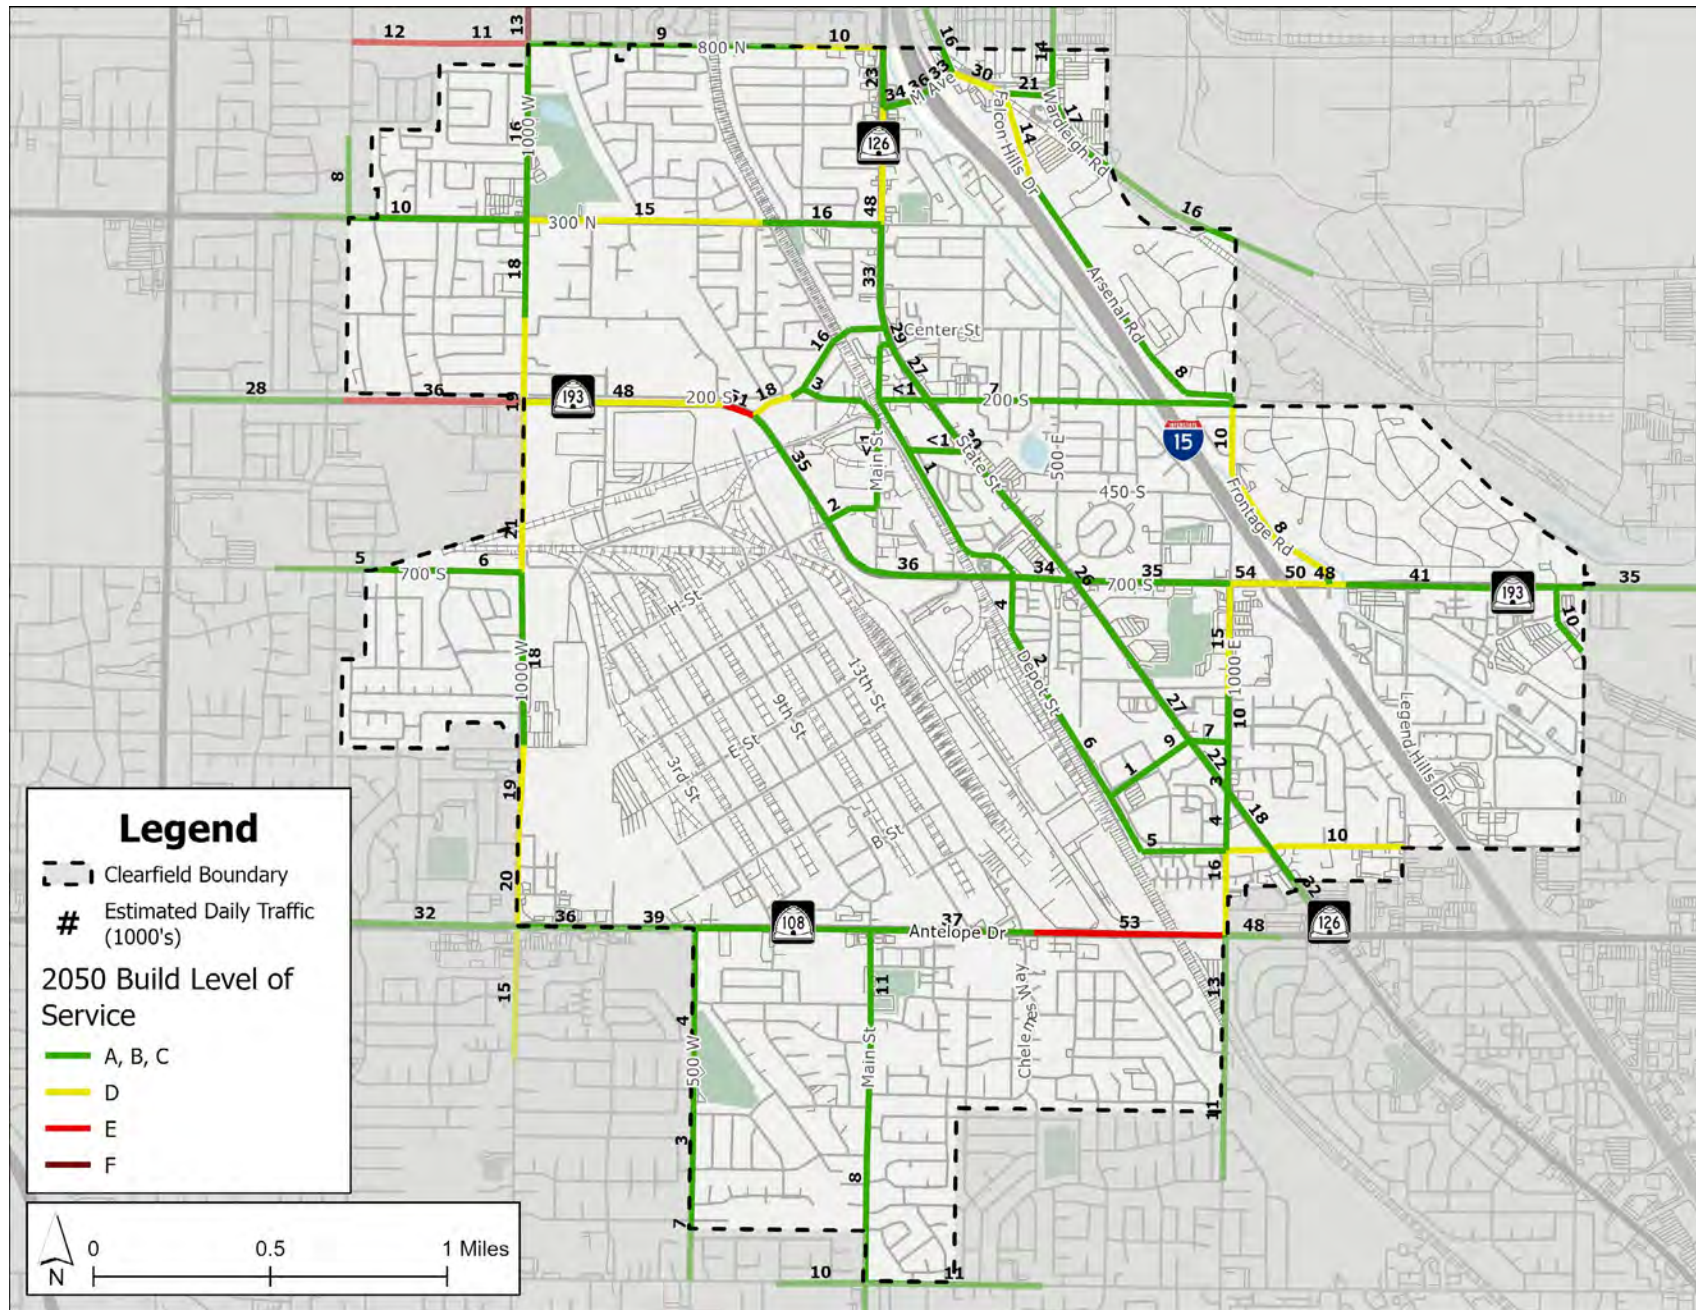 13
12
11
9
800 N
10
16
14
23
34
36
33
M Ave
30
21
17
Wardleigh Rd
Falcon Hills Dr
14
126
1000 W
16
8
10
300 N
15
16
48
16
18
33
Arsenal Rd
Center St
29
16
27
8
28
36
19
193
48
200 S
18
3
<1
7
200 S
10
15
INTERSTATE
<1
Main St
<1
1
State St
500 E
450 S
35
2
21
Frontage Rd
8
5
700 S
6
36
34
26
35
700 S
54
50
48
41
193
35
10
4
H St
1000 W
18
13th St
9th St
E St
3rd St
B St
2
Depot St
15
1000 E
27
10
7
9
22
6
1
3
18
4
5
10
16
Legend Hills Dr
19
20
32
36
39
108
37
Antelope Dr
53
48
32
126
15
11
13
Chelemes Way
4
500 W
Main St
3
8
11
7
10
11
Legend
Clearfield Boundary
# Estimated Daily Traffic
(1000's)
2050 Build Level of
Service
A, B, C
D
E
F
N
0 0.5 1 Miles